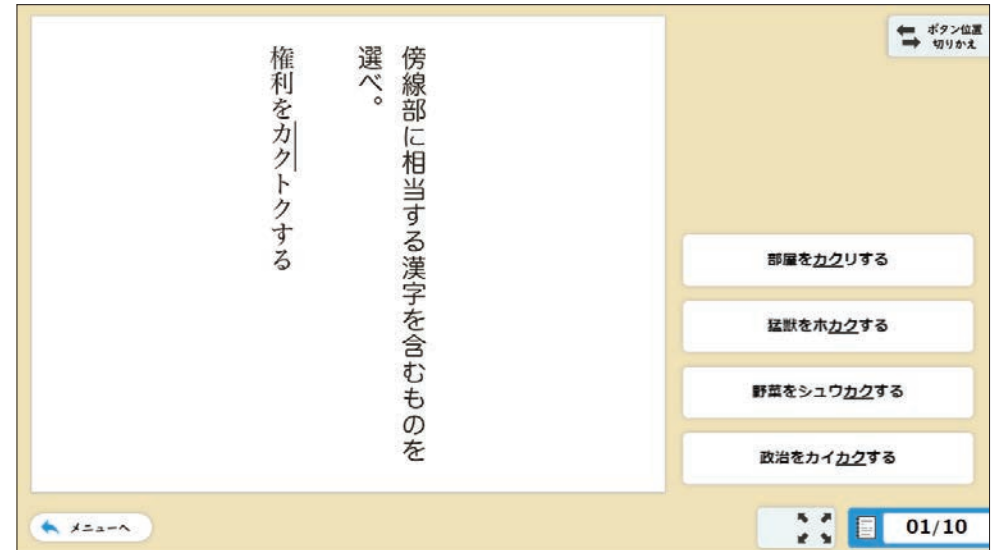 傍線部に相当する漢字を含むものを
選べ。
権利をカクトクする
ボタン位置
切りかえ
部屋をカクリする
猛獣をホカクする
野菜をシュウカクする
政治をカイカクする
メニューへ
01/10